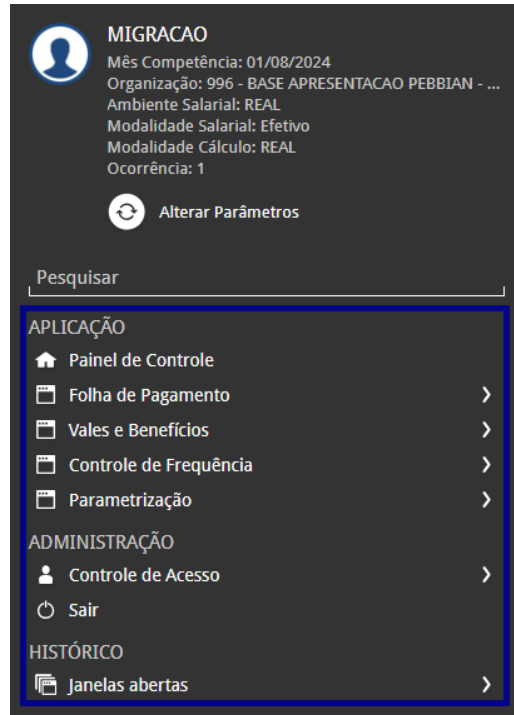 MIGRACAO
Mês Competência: 01/08/2024
Organização: 996 - BASE APRESENTACAO PEBBIAN - ...
Ambiente Salarial: REAL
Modalidade Salarial: Efetivo
Modalidade Cálculo: REAL
Ocorrência: 1
Alterar Parâmetros
Pesquisar
APLICAÇÃO
Painel de Controle
Folha de Pagamento
Vales e Benefícios
Controle de Frequência
Parametrização
ADMINISTRAÇÃO
Controle de Acesso
Sair
HISTÓRICO
Janelas abertas